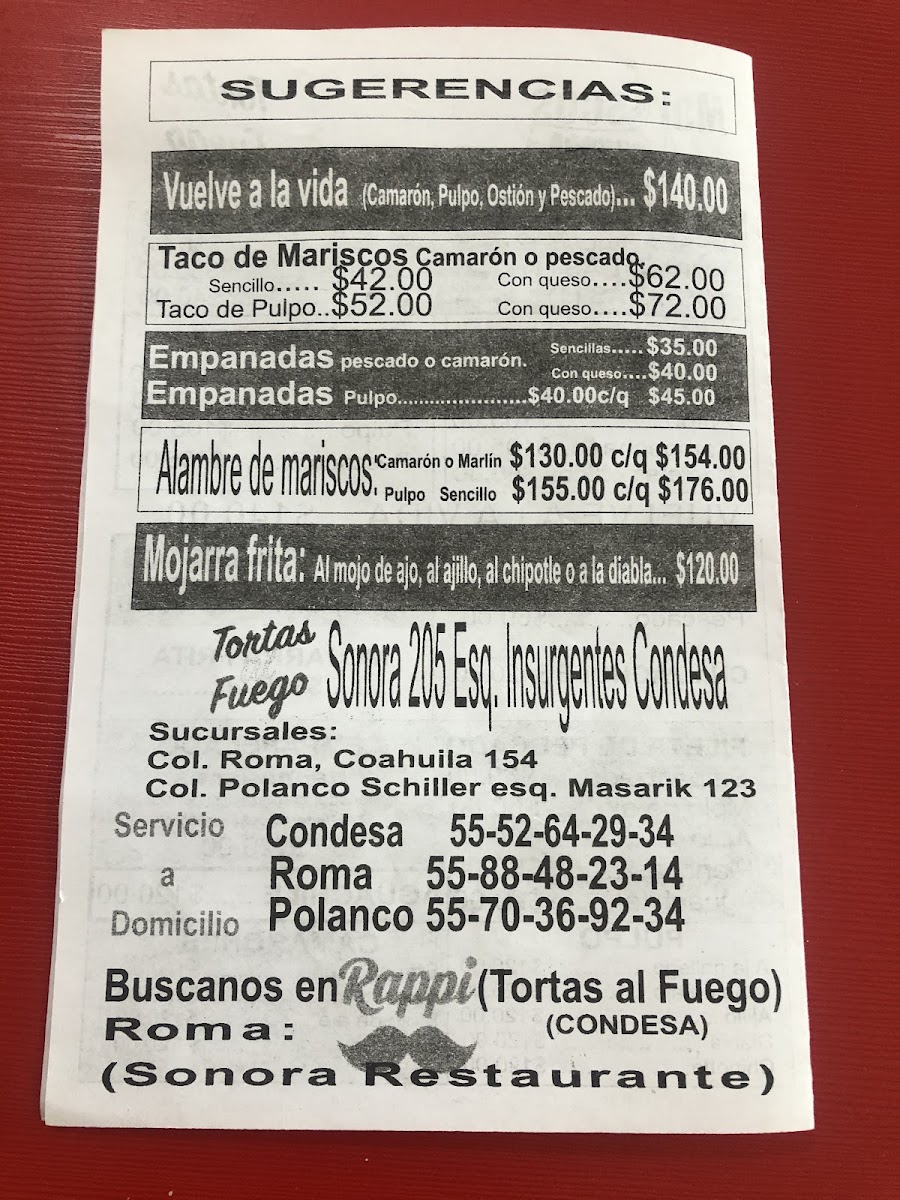 SUGERENCIAS:
Vuelve a la vida (Camarón, Pulpo, Ostión y Pescado)... $140.00
Taco de Mariscos Camarón o pescado.
Sencillo..... $42.00 Con queso....$62.00
Taco de Pulpo..$52.00 Con queso....$72.00
Empanadas pescado o camarón. Sencillas.....$35.00
Con queso....$40.00
Empanadas Pulpo.......................$40.00c/q $45.00
Alambre de mariscos: Camarón o Marlín $130.00 c/q $154.00
Pulpo Sencillo $155.00 c/q $176.00
Mojarra frita: Al mojo de ajo, al ajillo, al chipotle o a la diabla... $120.00
Tortas al Fuego Sonora 205 Esq. Insurgentes Condesa
Sucursales:
Col. Roma, Coahuila 154
Col. Polanco Schiller esq. Masarik 123
Servicio a Domicilio
Condesa 55-52-64-29-34
Roma 55-88-48-23-14
Polanco 55-70-36-92-34
Buscanos en Rappi (Tortas al Fuego)
Roma: (CONDESA)
(Sonora Restaurante)